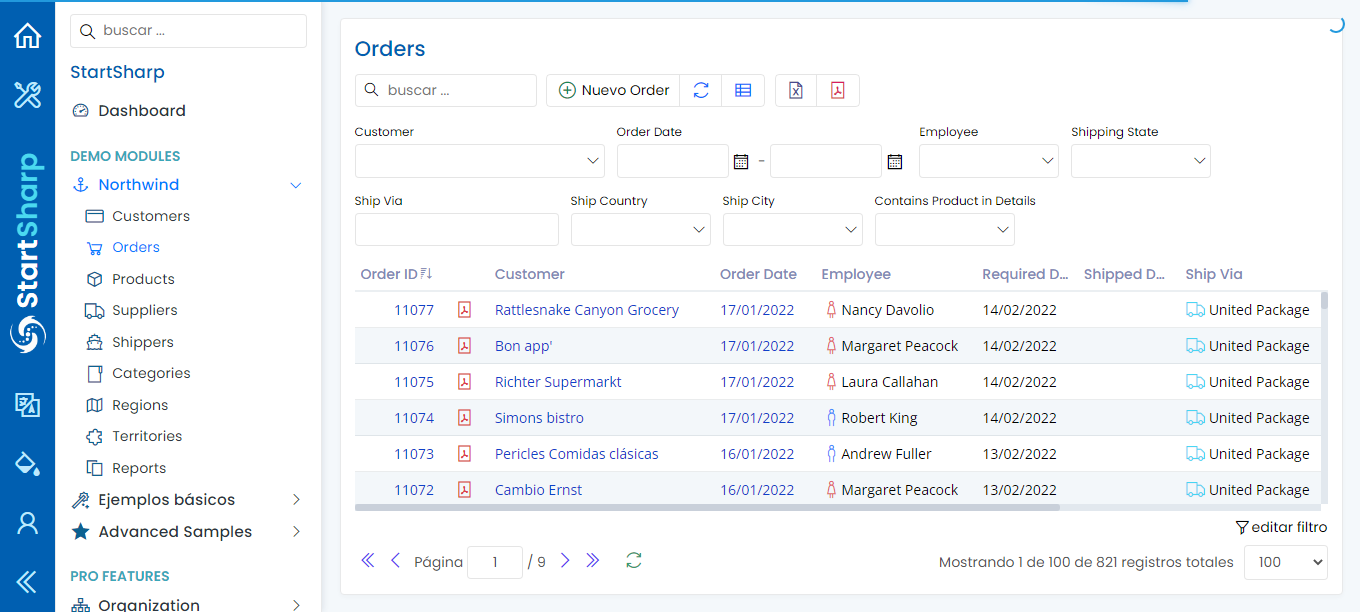 StartSharp
buscar ...
StartSharp
Dashboard
DEMO MODULES
Northwind
Customers
Orders
Products
Suppliers
Shippers
Categories
Regions
Territories
Reports
Ejemplos básicos
Advanced Samples
PRO FEATURES
Organization
Orders
buscar ... Nuevo Order
Customer Order Date Employee Shipping State
-
Ship Via Ship Country Ship City Contains Product in Details
Order ID Customer Order Date Employee Required D... Shipped D... Ship Via
11077 Rattlesnake Canyon Grocery 17/01/2022 Nancy Davolio 14/02/2022 United Package
11076 Bon app' 17/01/2022 Margaret Peacock 14/02/2022 United Package
11075 Richter Supermarkt 17/01/2022 Laura Callahan 14/02/2022 United Package
11074 Simons bistro 17/01/2022 Robert King 14/02/2022 United Package
11073 Pericles Comidas clásicas 16/01/2022 Andrew Fuller 13/02/2022 United Package
11072 Cambio Ernst 16/01/2022 Margaret Peacock 13/02/2022 United Package
editar filtro
Página 1 / 9 Mostrando 1 de 100 de 821 registros totales 100